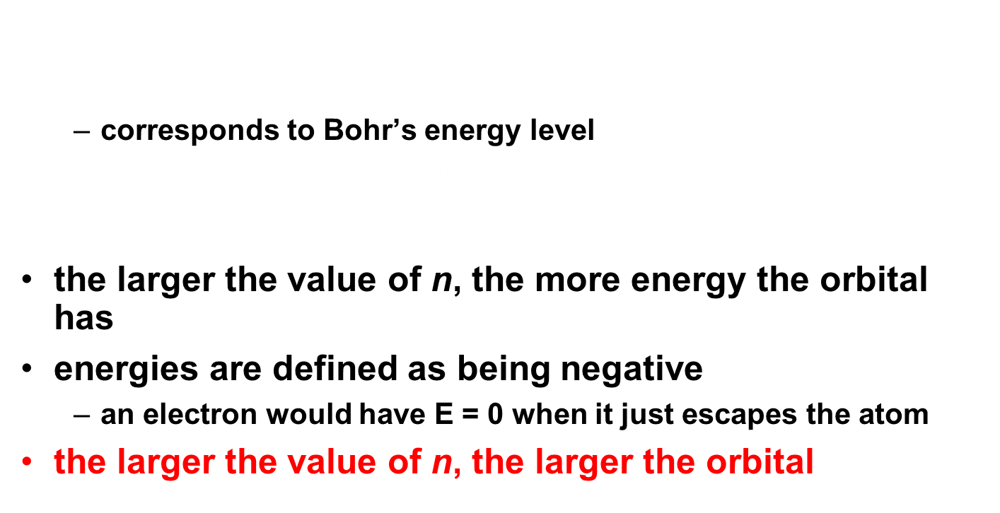 – corresponds to Bohr’s energy level
• the larger the value of n, the more energy the orbital
has
• energies are defined as being negative
– an electron would have E = 0 when it just escapes the atom
• the larger the value of n, the larger the orbital